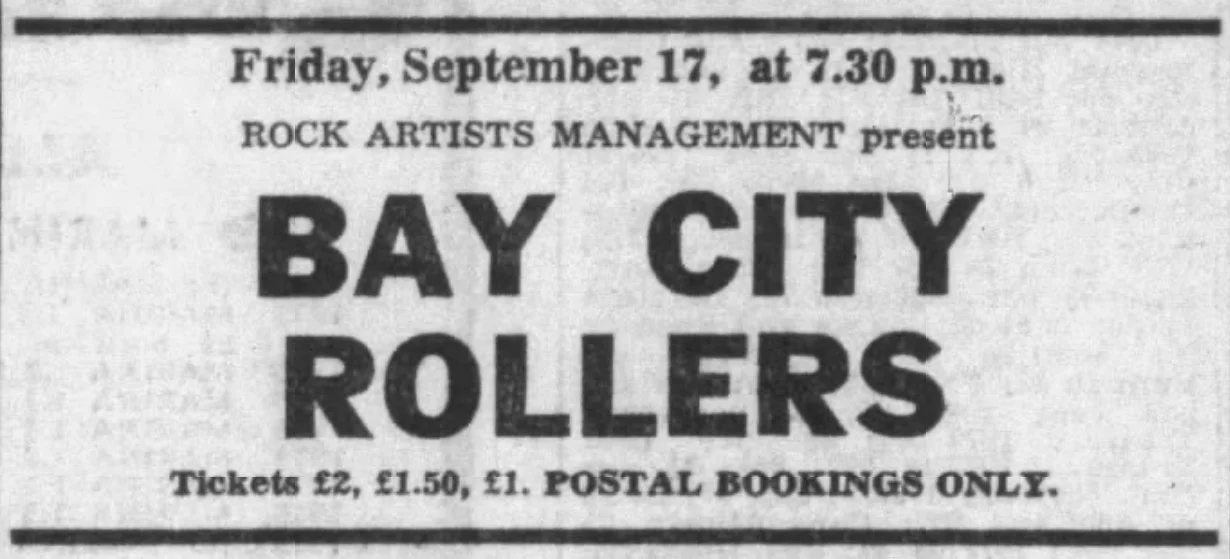 Friday, September 17, at 7.30 p.m.
ROCK ARTISTS MANAGEMENT present
BAY CITY
ROLLERS
Tickets £2, £1.50, £1. POSTAL BOOKINGS ONLY.